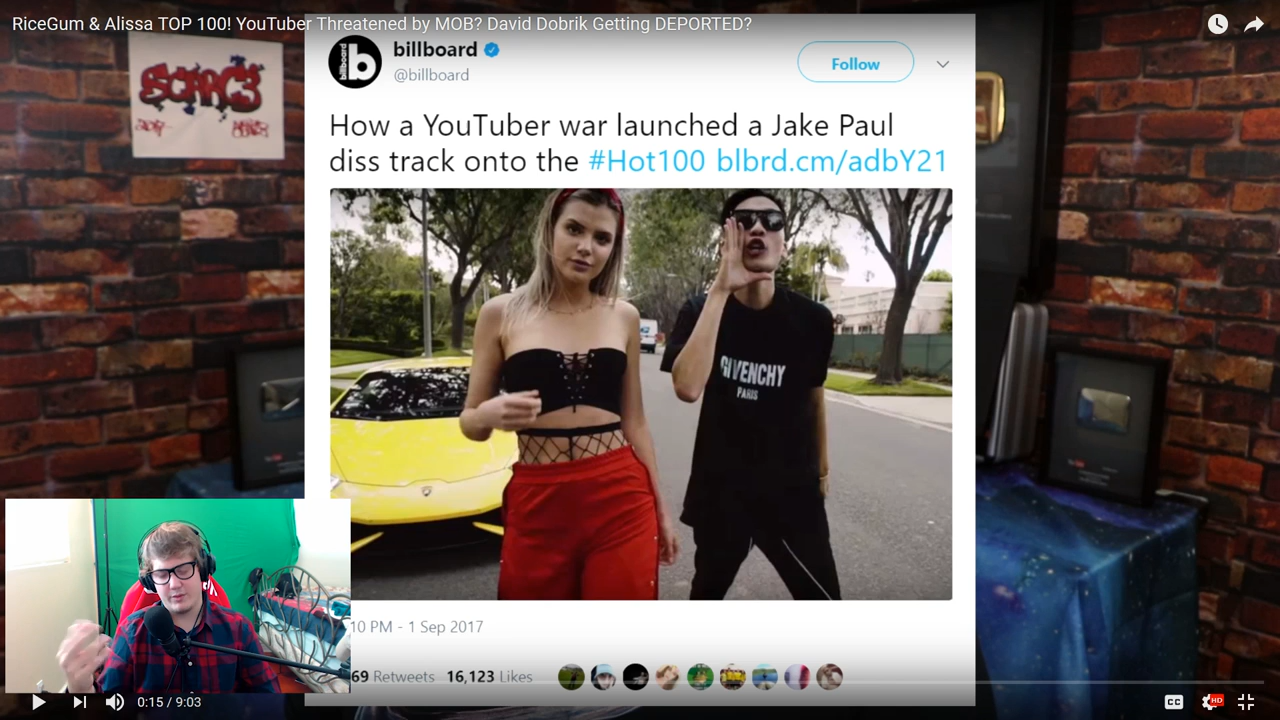 RiceGum & Alissa TOP 100! YouTuber Threatened by MOB? David Dobrik Getting DEPORTED?
billboard
@billboard
Follow
How a YouTuber war launched a Jake Paul
diss track onto the #Hot100 blbrd.cm/adbY21
GIVENCHY
PARIS
10 PM - 1 Sep 2017
69 Retweets 16,123 Likes
0:15 / 9:03
CC
HD